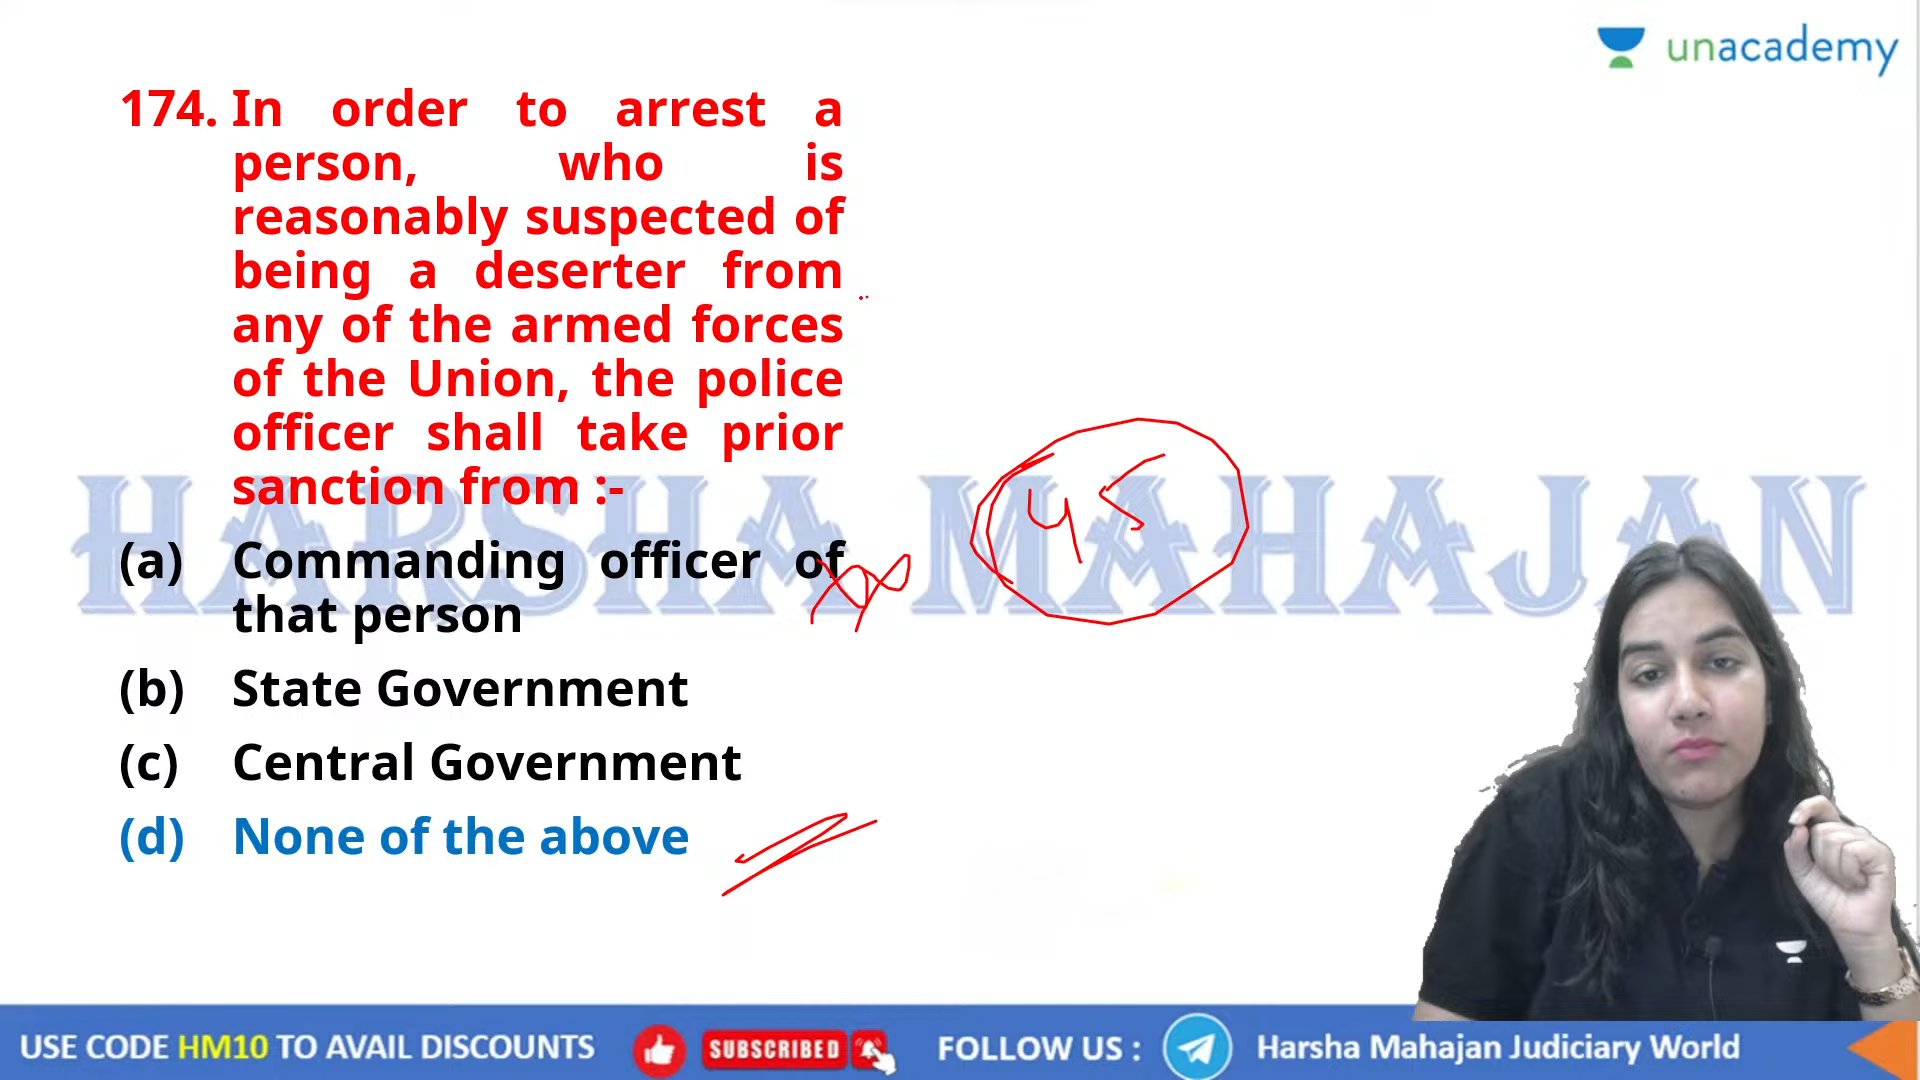 unacademy
174. In order to arrest a
person, who is
reasonably suspected of
being a deserter from
any of the armed forces
of the Union, the police
officer shall take prior
sanction from :-
HARSHA MAHAJAN
45
(a) Commanding officer of
that person
(b) State Government
(c) Central Government
(d) None of the above
USE CODE HM10 TO AVAIL DISCOUNTS
SUBSCRIBED
FOLLOW US :
Harsha Mahajan Judiciary World